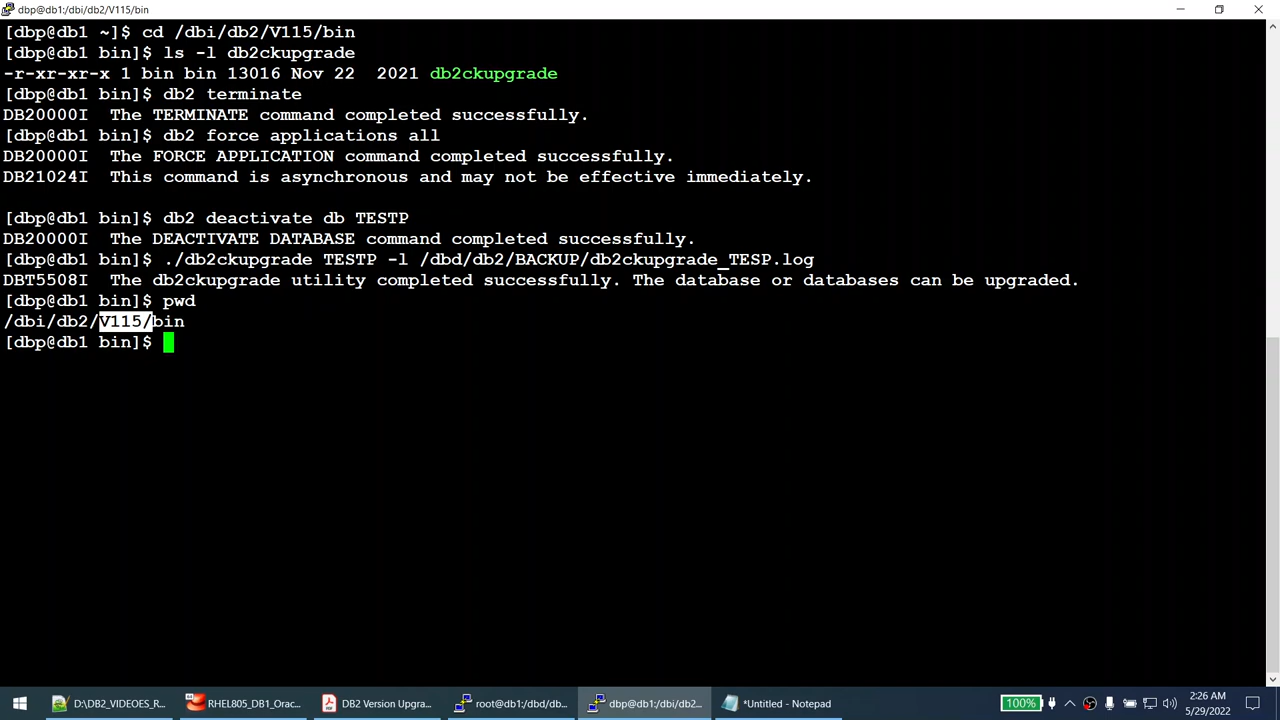 dbp@db1:/dbi/db2/V115/bin
[dbp@db1 ~]$ cd /dbi/db2/V115/bin
[dbp@db1 bin]$ ls -l db2ckupgrade
-r-xr-xr-x 1 bin bin 13016 Nov 22  2021 db2ckupgrade
[dbp@db1 bin]$ db2 terminate
DB20000I  The TERMINATE command completed successfully.
[dbp@db1 bin]$ db2 force applications all
DB20000I  The FORCE APPLICATION command completed successfully.
DB21024I  This command is asynchronous and may not be effective immediately.
[dbp@db1 bin]$ db2 deactivate db TESTP
DB20000I  The DEACTIVATE DATABASE command completed successfully.
[dbp@db1 bin]$ ./db2ckupgrade TESTP -l /dbd/db2/BACKUP/db2ckupgrade_TESP.log
DBT5508I  The db2ckupgrade utility completed successfully. The database or databases can be upgraded.
[dbp@db1 bin]$ pwd
/dbi/db2/V115/bin
[dbp@db1 bin]$
D:\DB2_VIDEOES_R...
RHEL805_DB1_Orac...
DB2 Version Upgra...
root@db1:/dbd/db...
dbp@db1:/dbi/db2...
*Untitled - Notepad
100%
2:26 AM
5/29/2022